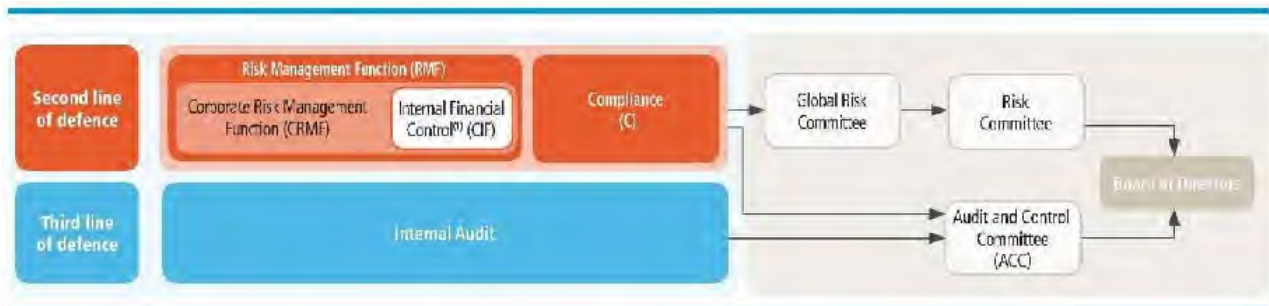 Second line
of defence
Risk Management Function (RMF)
Corporate Risk Management
Function (CRMF)
Internal Financial
Control(1) (CIF)
Compliance
(C)
Global Risk
Committee
Risk
Committee
Board of Directors
Third line
of defence
Internal Audit
Audit and Control
Committee
(ACC)